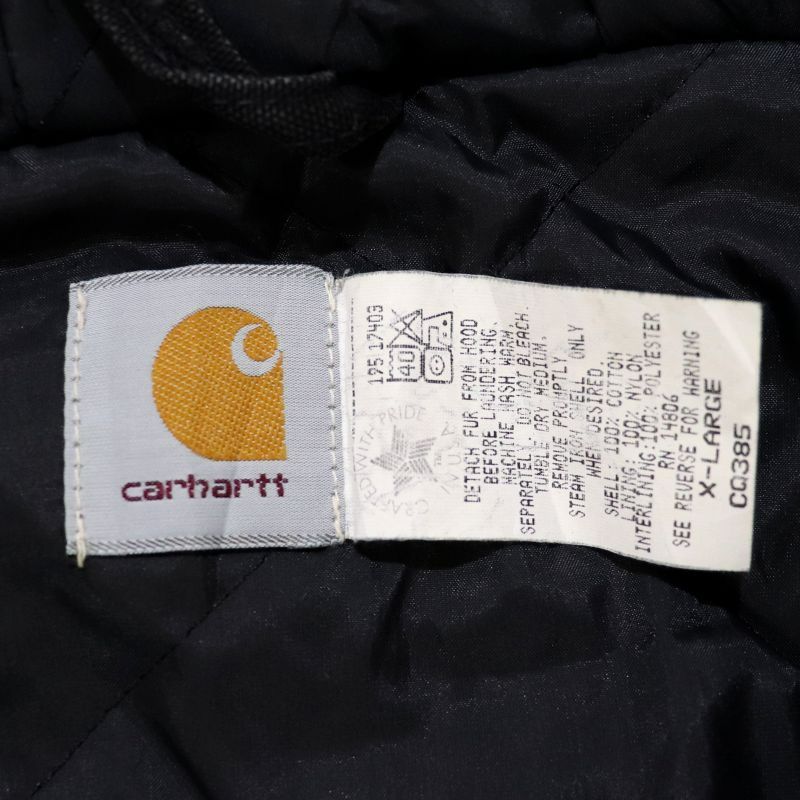 carhartt
195 17403
40
CRAFTED WITH PRIDE
IN U.S.A.
DETACH FUR FROM HOOD
BEFORE LAUNDERING.
MACHINE WASH WARM,
SEPARATELY. DO NOT BLEACH.
TUMBLE DRY MEDIUM,
REMOVE PROMPTLY.
STEAM IRON SHELL ONLY
WHEN DESIRED.
SHELL: 100% COTTON
LINING: 100% NYLON
INTERLINING:100% POLYESTER
RN 14806
SEE REVERSE FOR WARNING
X-LARGE
CQ385